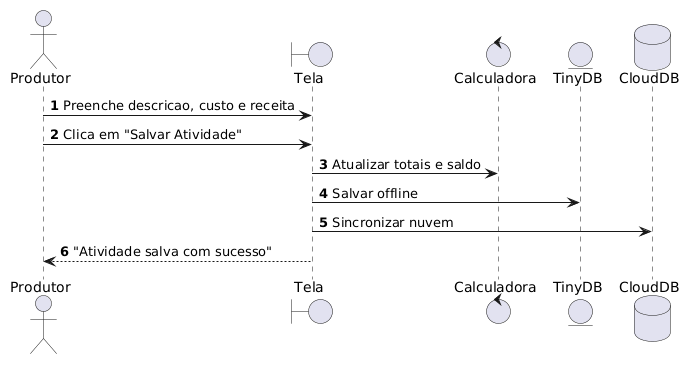 Produtor Tela Calculadora TinyDB CloudDB
1 Preenche descricao, custo e receita
2 Clica em "Salvar Atividade"
3 Atualizar totais e saldo
4 Salvar offline
5 Sincronizar nuvem
6 "Atividade salva com sucesso"
Produtor Tela Calculadora TinyDB CloudDB